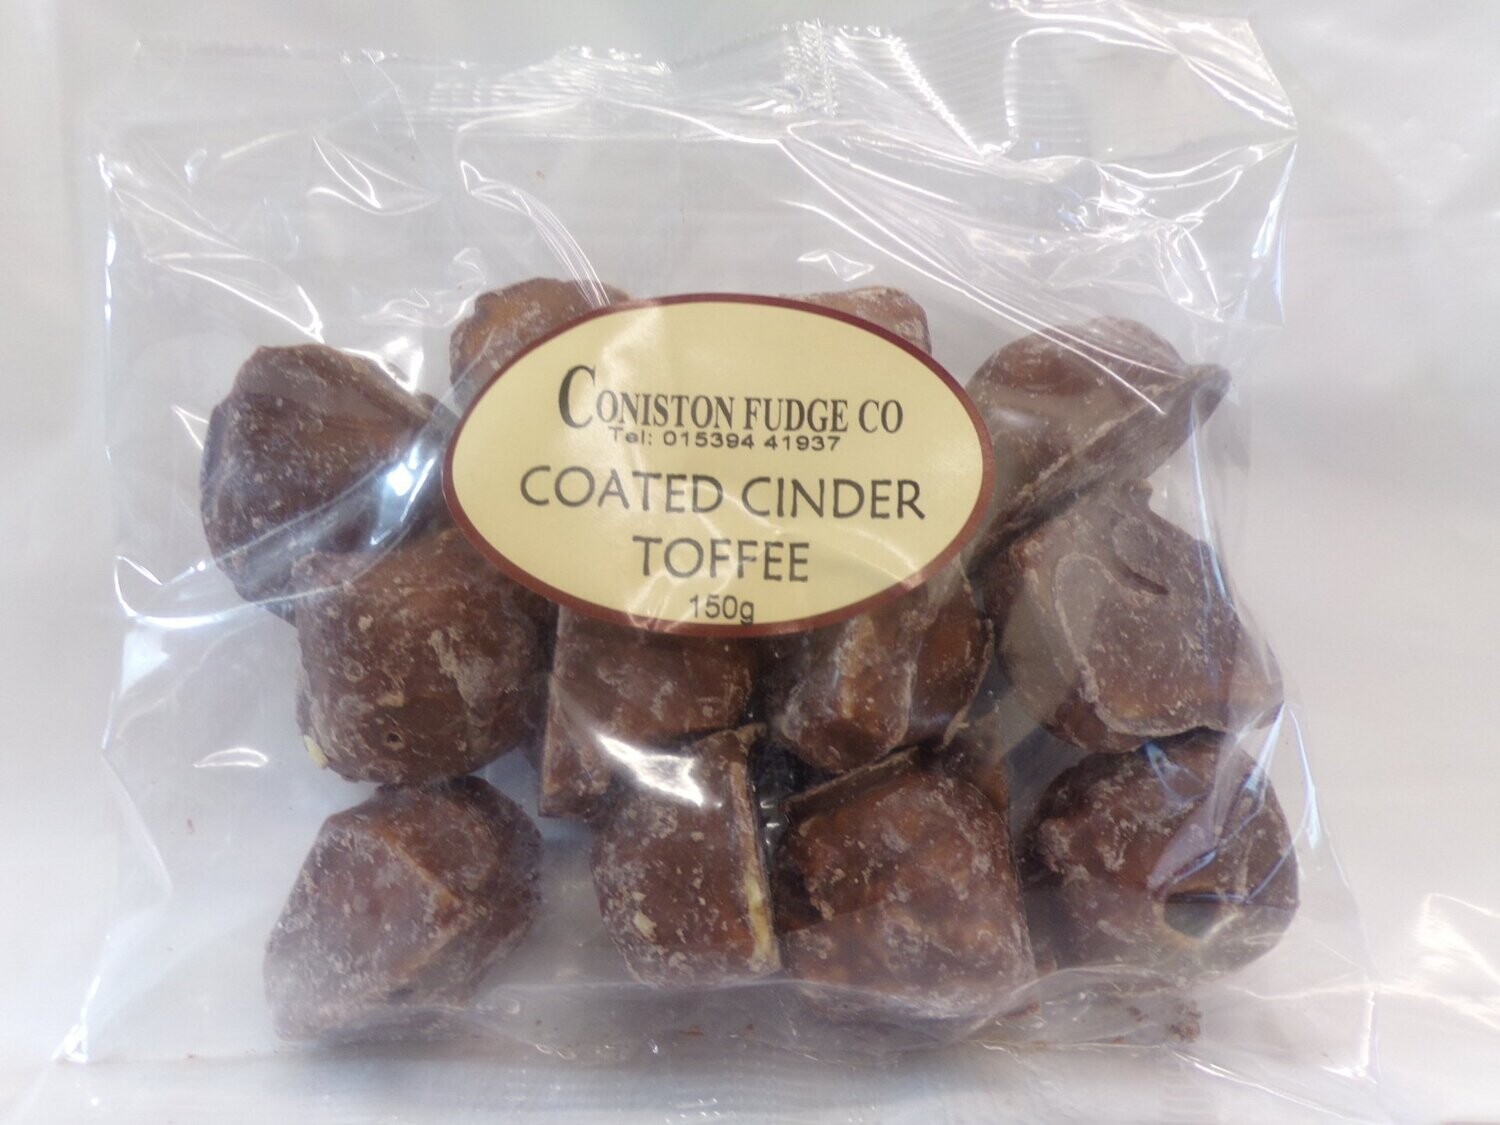 CONISTON FUDGE CO
Tel: 015394 41937
COATED CINDER
TOFFEE
150g